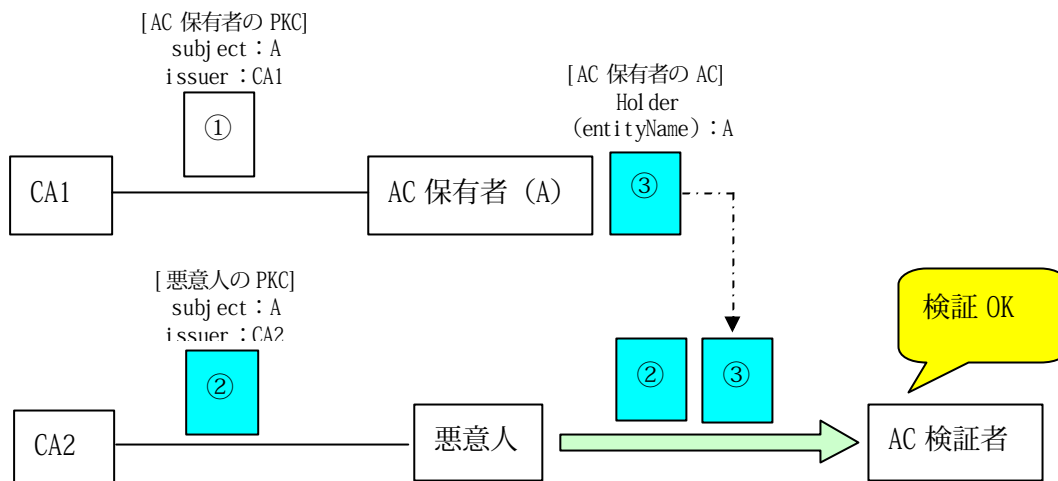 [AC 保有者の PKC]
subject：A
issuer：CA1
①
CA1
AC 保有者（A）
[AC 保有者の AC]
Holder
(entityName)：A
③
[悪意人の PKC]
subject：A
issuer：CA2
②
CA2
悪意人
②
③
検証 OK
AC 検証者